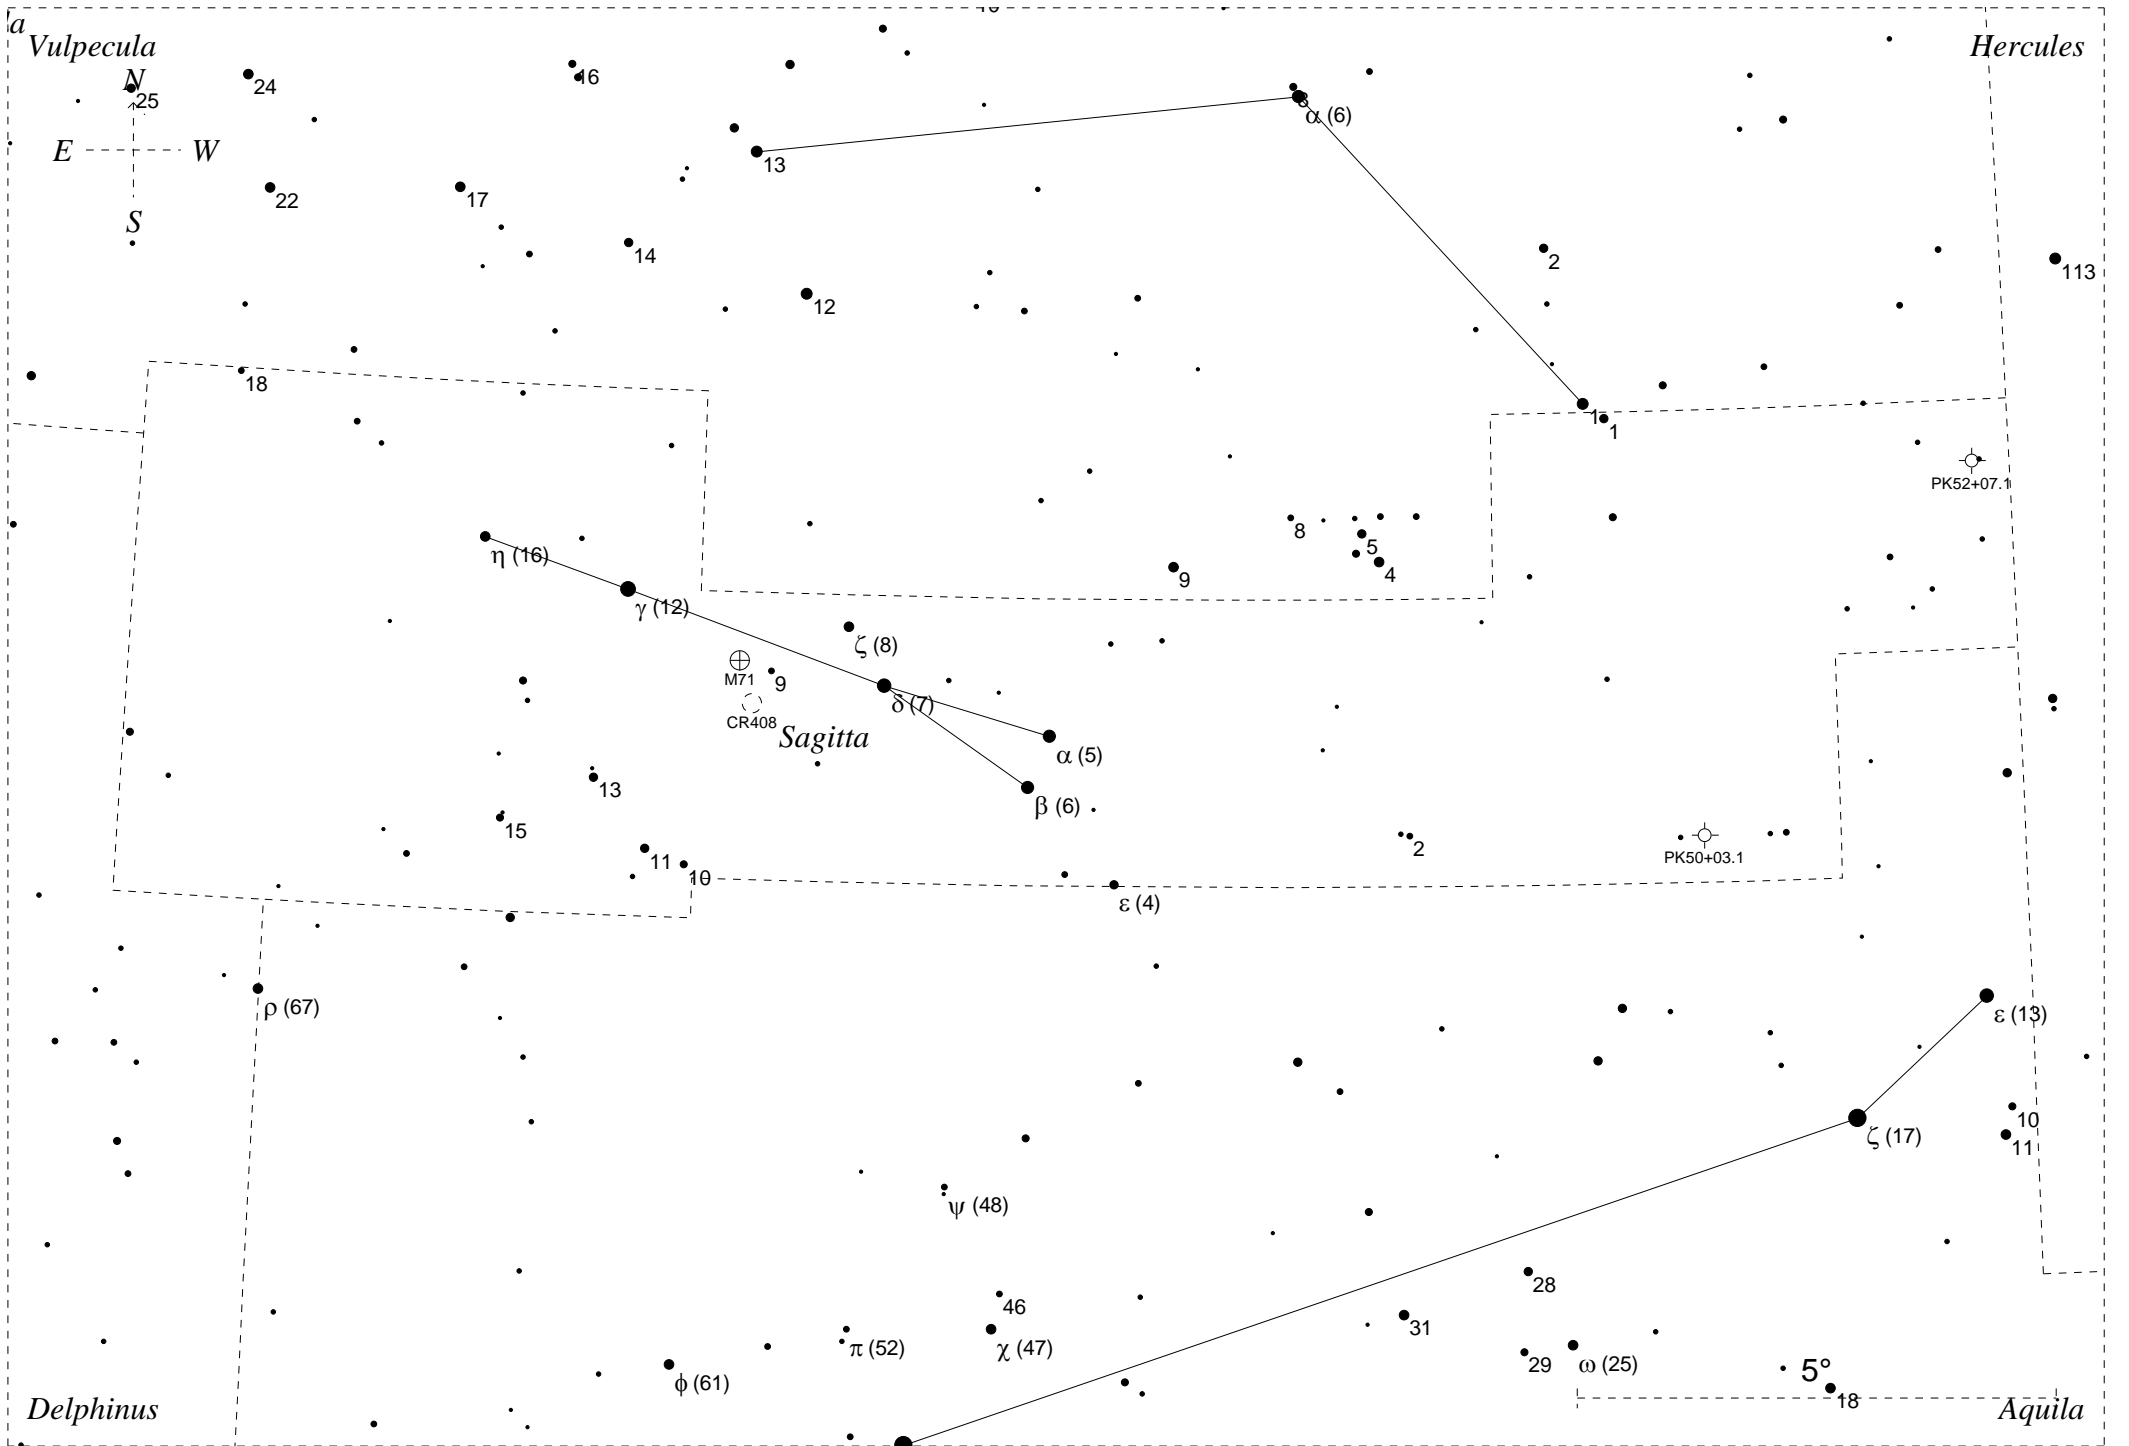 a
Vulpecula
Hercules
N
25
24
16
α (6)
8
E
W
13
22
17
S
14
2
113
12
18
1
1
PK52+07.1
8
5
4
9
η (16)
γ (12)
ζ (8)
M71
9
δ (7)
CR408
Sagitta
α (5)
13
β (6)
15
2
11
10
PK50+03.1
ε (4)
ρ (67)
ε (13)
10
ζ (17)
11
ψ (48)
28
46
31
π (52)
χ (47)
29
ω (25)
5°
φ (61)
18
Delphinus
Aquila